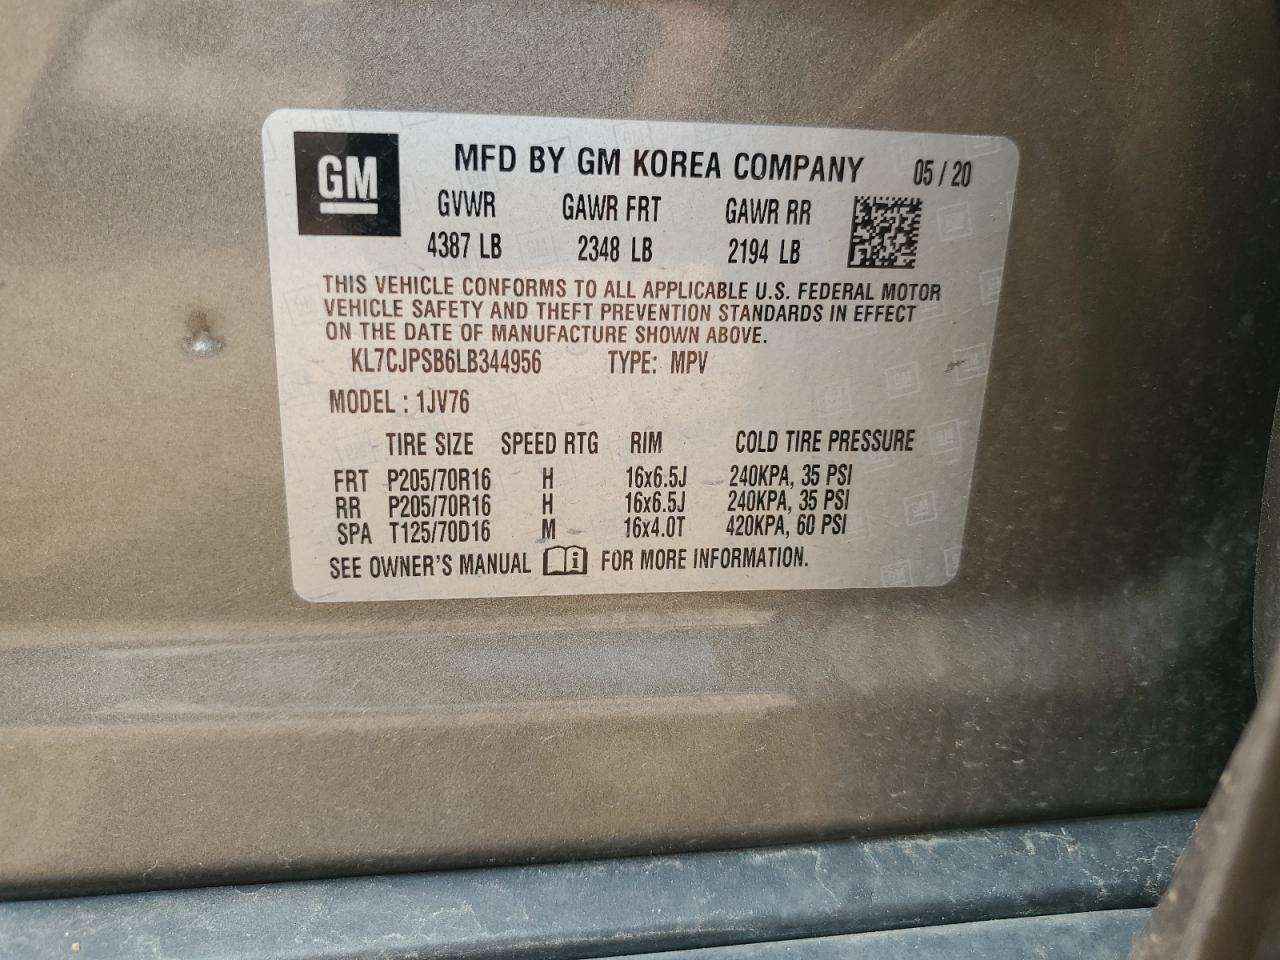 GM
MFD BY GM KOREA COMPANY 05 / 20
GVWR GAWR FRT GAWR RR
4387 LB 2348 LB 2194 LB
THIS VEHICLE CONFORMS TO ALL APPLICABLE U.S. FEDERAL MOTOR
VEHICLE SAFETY AND THEFT PREVENTION STANDARDS IN EFFECT
ON THE DATE OF MANUFACTURE SHOWN ABOVE.
KL7CJPSB6LB344956 TYPE: MPV
MODEL : 1JV76
TIRE SIZE SPEED RTG RIM COLD TIRE PRESSURE
FRT P205/70R16 H 16x6.5J 240KPA, 35 PSI
RR P205/70R16 H 16x6.5J 240KPA, 35 PSI
SPA T125/70D16 M 16x4.0T 420KPA, 60 PSI
SEE OWNER'S MANUAL i FOR MORE INFORMATION.